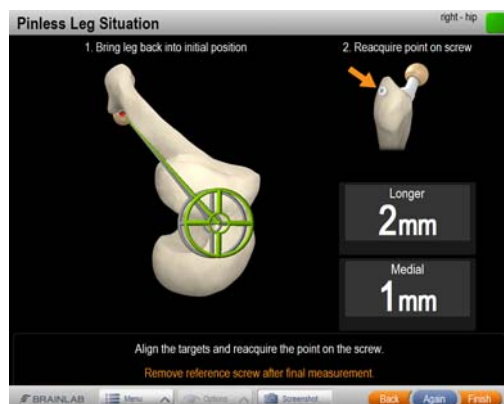 Pinless Leg Situation
right - hip
1. Bring leg back into initial position
2. Reacquire point on screw
Longer
2mm
Medial
1mm
Align the targets and reacquire the point on the screw.
Remove reference screw after final measurement.
BRAINLAB
Menu
Options
Screenshot
Back
Again
Finish